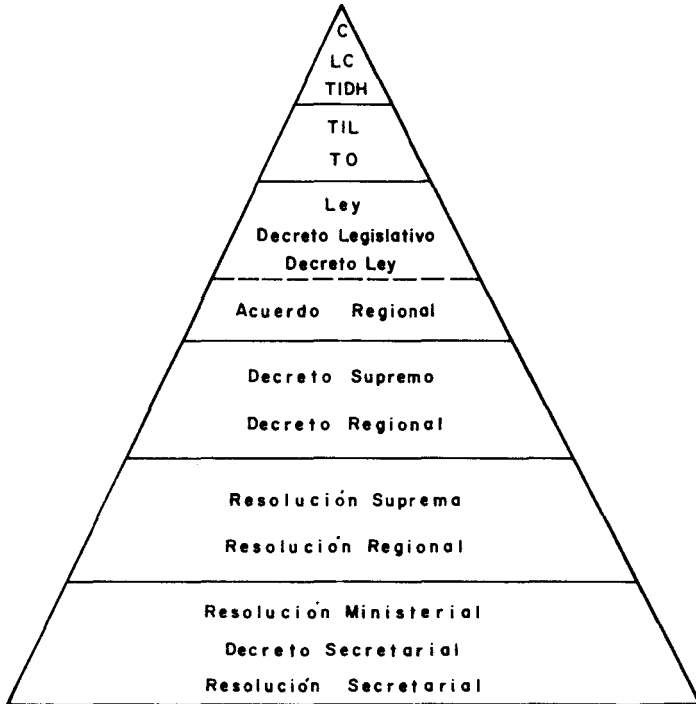 C
LC
TIDH
TIL
TO
Ley
Decreto Legislativo
Decreto Ley
Acuerdo Regional
Decreto Supremo
Decreto Regional
Resolución Suprema
Resolución Regional
Resolución Ministerial
Decreto Secretarial
Resolución Secretarial